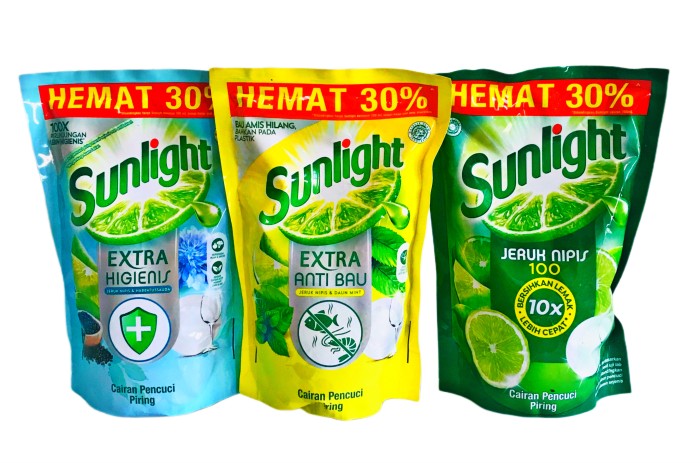 HEMAT 30%
100X
Sunlight
EXTRA
HIGIENIS
Cairan Pencuci
Piring
HEMAT 30%
BAU AMIS HILANG,
BAHKAN PADA
PLASTIK
Sunlight
EXTRA
ANTI BAU
JERUK NIPIS & DAUN MINT
Cairan Pencuci
Piring
HEMAT 30%
Sunlight
JERUK NIPIS
100
BERSIHKAN LEMAK
10x
LEBIH CEPAT
Cairan Pencuci
Piring